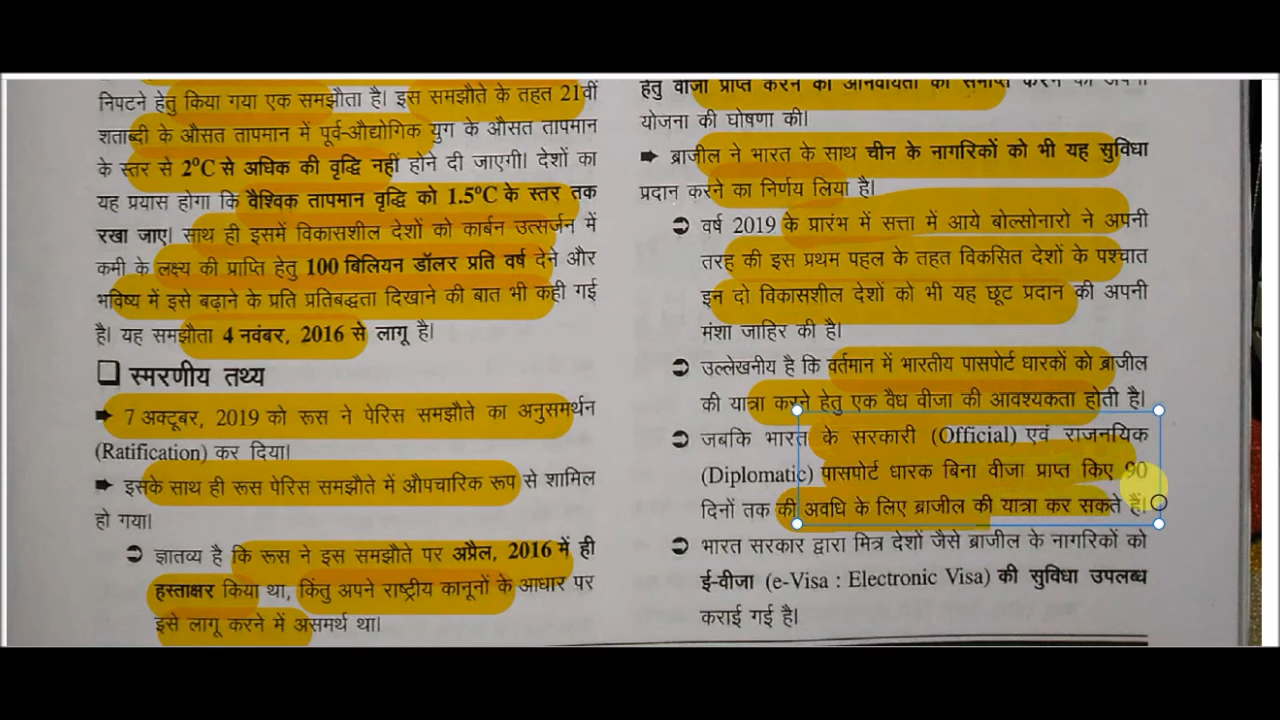 निपटने हेतु किया गया एक समझौता है। इस समझौते के तहत 21वीं
शताब्दी के औसत तापमान में पूर्व-औद्योगिक युग के औसत तापमान
के स्तर से 2⁰C से अधिक की वृद्धि नहीं होने दी जाएगी। देशों का
यह प्रयास होगा कि वैश्विक तापमान वृद्धि को 1.5⁰C के स्तर तक
रखा जाए। साथ ही इसमें विकासशील देशों को कार्बन उत्सर्जन में
कमी के लक्ष्य की प्राप्ति हेतु 100 बिलियन डॉलर प्रति वर्ष देने और
भविष्य में इसे बढ़ाने के प्रति प्रतिबद्धता दिखाने की बात भी कही गई
है। यह समझौता 4 नवंबर, 2016 से लागू है।
❑ स्मरणीय तथ्य
➨ 7 अक्टूबर, 2019 को रूस ने पेरिस समझौते का अनुसमर्थन
(Ratification) कर दिया।
➨ इसके साथ ही रूस पेरिस समझौते में औपचारिक रूप से शामिल
हो गया।
➲ ज्ञातव्य है कि रूस ने इस समझौते पर अप्रैल, 2016 में ही
हस्ताक्षर किया था, किंतु अपने राष्ट्रीय कानूनों के आधार पर
इसे लागू करने में असमर्थ था।
हेतु वीजा प्राप्त करने की अनिवार्यता को समाप्त करने की अपनी
योजना की घोषणा की।
➨ ब्राजील ने भारत के साथ चीन के नागरिकों को भी यह सुविधा
प्रदान करने का निर्णय लिया है।
➲ वर्ष 2019 के प्रारंभ में सत्ता में आये बोल्सोनारो ने अपनी
तरह की इस प्रथम पहल के तहत विकसित देशों के पश्चात
इन दो विकासशील देशों को भी यह छूट प्रदान की अपनी
मंशा जाहिर की है।
➲ उल्लेखनीय है कि वर्तमान में भारतीय पासपोर्ट धारकों को ब्राजील
की यात्रा करने हेतु एक वैध वीजा की आवश्यकता होती है।
➲ जबकि भारत के सरकारी (Official) एवं राजनयिक
(Diplomatic) पासपोर्ट धारक बिना वीजा प्राप्त किए 90
दिनों तक की अवधि के लिए ब्राजील की यात्रा कर सकते हैं।
➲ भारत सरकार द्वारा मित्र देशों जैसे ब्राजील के नागरिकों को
ई-वीजा (e-Visa : Electronic Visa) की सुविधा उपलब्ध
कराई गई है।